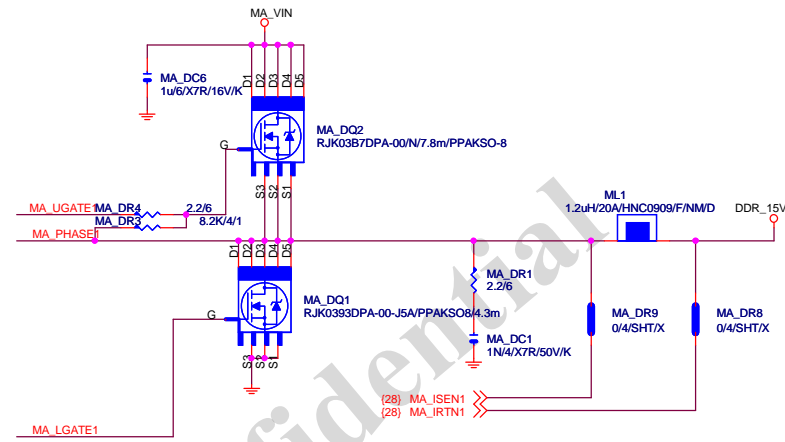 MA_VIN
D1 D2 D3 D4 D5
MA_DC6
1u/6/X7R/16V/K
MA_DQ2
RJK03B7DPA-00/N/7.8m/PPAKSO-8
G
S3 S2 S1
MA_UGATE1
MA_DR4
2.2/6
MA_DR3
8.2K/4/1
MA_PHASE1
ML1
1.2uH/20A/HNC0909/F/NM/D
DDR_15V
D1 D2 D3 D4 D5
MA_DQ1
RJK0393DPA-00-J5A/PPAKSO8/4.3m
G
S3 S2 S1
MA_DR1
2.2/6
MA_DC1
1N/4/X7R/50V/K
MA_DR9
0/4/SHT/X
MA_DR8
0/4/SHT/X
{28} MA_ISEN1
{28} MA_IRTN1
MA_LGATE1
fidential